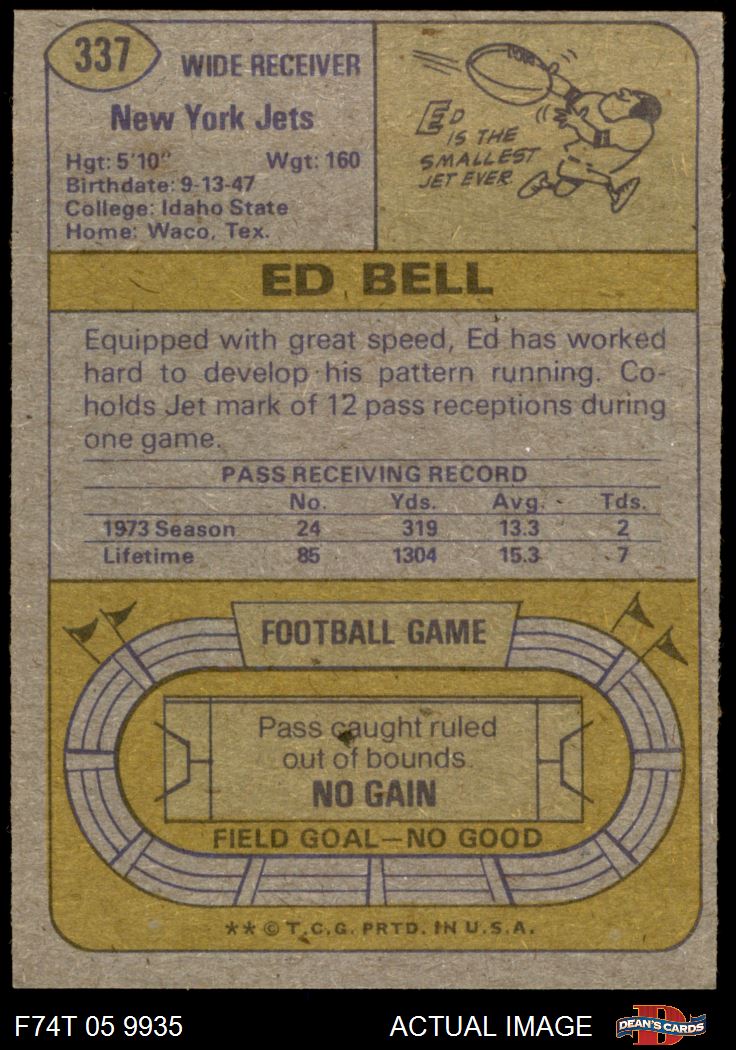 337
WIDE RECEIVER
New York Jets
Hgt: 5'10" Wgt: 160
Birthdate: 9-13-47
College: Idaho State
Home: Waco, Tex.
ED
IS THE
SMALLEST
JET EVER.
ED BELL
Equipped with great speed, Ed has worked
hard to develop his pattern running. Co-
holds Jet mark of 12 pass receptions during
one game.
PASS RECEIVING RECORD
No. Yds. Avg. Tds.
1973 Season 24 319 13.3 2
Lifetime 85 1304 15.3 7
FOOTBALL GAME
Pass caught ruled
out of bounds.
NO GAIN
FIELD GOAL—NO GOOD
** © T.C.G. PRTD. IN U.S.A.
F74T 05 9935 ACTUAL IMAGE
D
DEAN'S CARDS